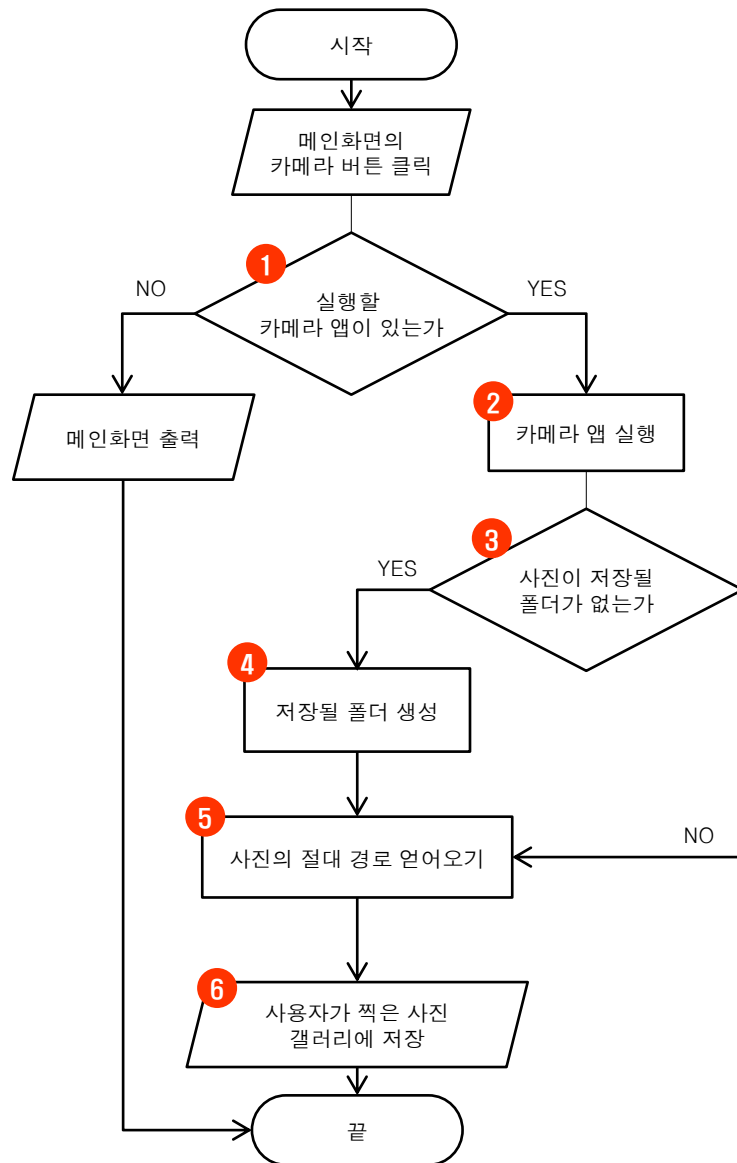 시작
메인화면의
카메라 버튼 클릭
1
NO
YES
실행할
카메라 앱이 있는가
메인화면 출력
2
카메라 앱 실행
3
YES
사진이 저장될
폴더가 없는가
4
저장될 폴더 생성
5
NO
사진의 절대 경로 얻어오기
6
사용자가 찍은 사진
갤러리에 저장
끝